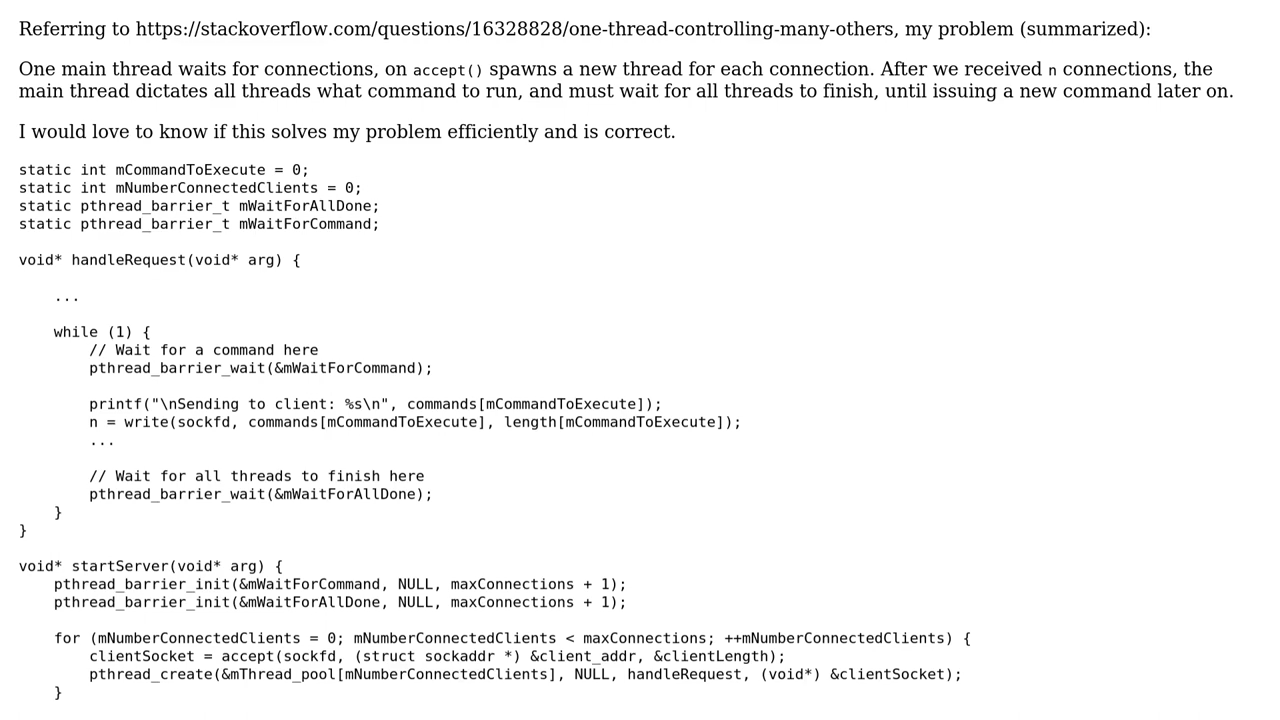 Referring to https://stackoverflow.com/questions/16328828/one-thread-controlling-many-others, my problem (summarized):
One main thread waits for connections, on accept() spawns a new thread for each connection. After we received n connections, the
main thread dictates all threads what command to run, and must wait for all threads to finish, until issuing a new command later on.
I would love to know if this solves my problem efficiently and is correct.
static int mCommandToExecute = 0;
static int mNumberConnectedClients = 0;
static pthread_barrier_t mWaitForAllDone;
static pthread_barrier_t mWaitForCommand;
void* handleRequest(void* arg) {
    ...
    while (1) {
        // Wait for a command here
        pthread_barrier_wait(&mWaitForCommand);
        printf("\nSending to client: %s\n", commands[mCommandToExecute]);
        n = write(sockfd, commands[mCommandToExecute], length[mCommandToExecute]);
        ...
        // Wait for all threads to finish here
        pthread_barrier_wait(&mWaitForAllDone);
    }
}
void* startServer(void* arg) {
    pthread_barrier_init(&mWaitForCommand, NULL, maxConnections + 1);
    pthread_barrier_init(&mWaitForAllDone, NULL, maxConnections + 1);
    for (mNumberConnectedClients = 0; mNumberConnectedClients < maxConnections; ++mNumberConnectedClients) {
        clientSocket = accept(sockfd, (struct sockaddr *) &client_addr, &clientLength);
        pthread_create(&mThread_pool[mNumberConnectedClients], NULL, handleRequest, (void*) &clientSocket);
    }